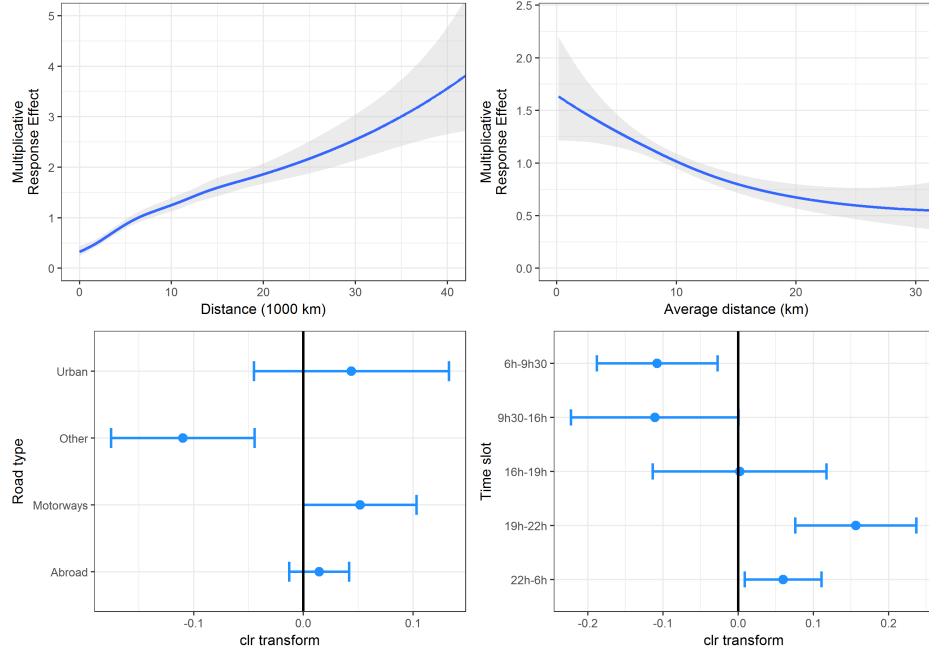 Multiplicative
Response Effect
5
4
3
2
1
0
0 10 20 30 40
Distance (1000 km)
Multiplicative
Response Effect
2.5
2.0
1.5
1.0
0.5
0.0
0 10 20 30
Average distance (km)
Road type
Urban
Other
Motorways
Abroad
-0.1 0.0 0.1
clr transform
Time slot
6h-9h30
9h30-16h
16h-19h
19h-22h
22h-6h
-0.2 -0.1 0.0 0.1 0.2
clr transform